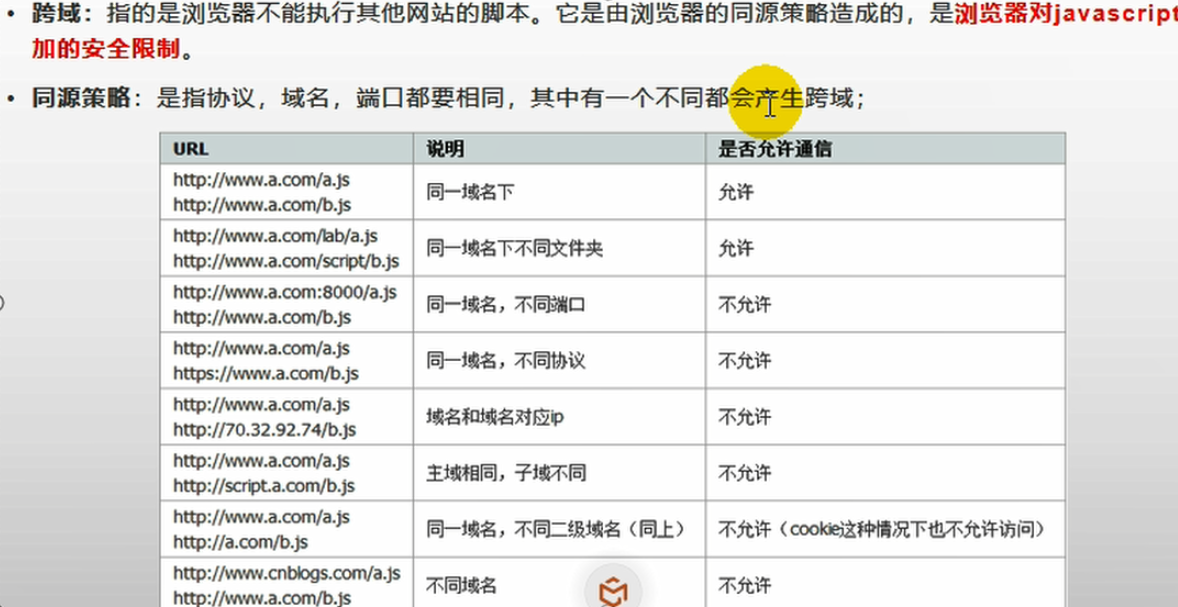 • 跨域：指的是浏览器不能执行其他网站的脚本。它是由浏览器的同源策略造成的，是浏览器对javascript
加的安全限制。
• 同源策略：是指协议，域名，端口都要相同，其中有一个不同都会产生跨域；
URL 说明 是否允许通信
http://www.a.com/a.js
http://www.a.com/b.js
同一域名下
允许
http://www.a.com/lab/a.js
http://www.a.com/script/b.js
同一域名下不同文件夹
允许
http://www.a.com:8000/a.js
http://www.a.com/b.js
同一域名，不同端口
不允许
http://www.a.com/a.js
https://www.a.com/b.js
同一域名，不同协议
不允许
http://www.a.com/a.js
http://70.32.92.74/b.js
域名和域名对应ip
不允许
http://www.a.com/a.js
http://script.a.com/b.js
主域相同，子域不同
不允许
http://www.a.com/a.js
http://a.com/b.js
同一域名，不同二级域名（同上）
不允许（cookie这种情况下也不允许访问）
http://www.cnblogs.com/a.js
http://www.a.com/b.js
不同域名
不允许